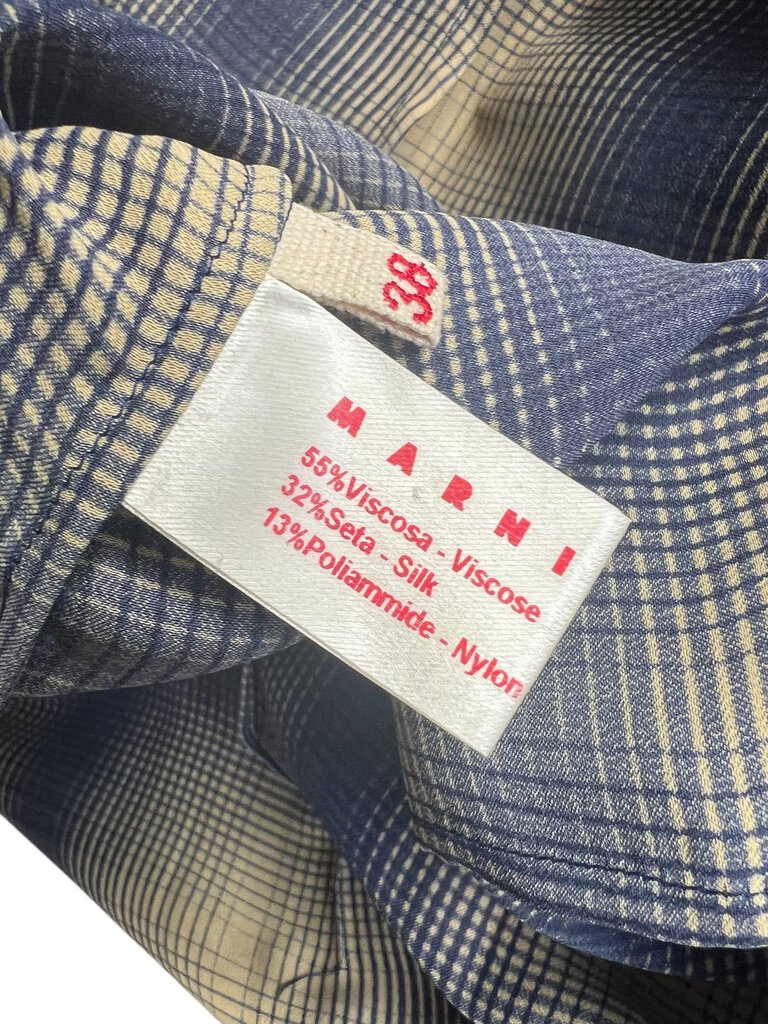 38
MARNI
55%Viscosa - Viscose
32%Seta - Silk
13%Poliammide - Nylon